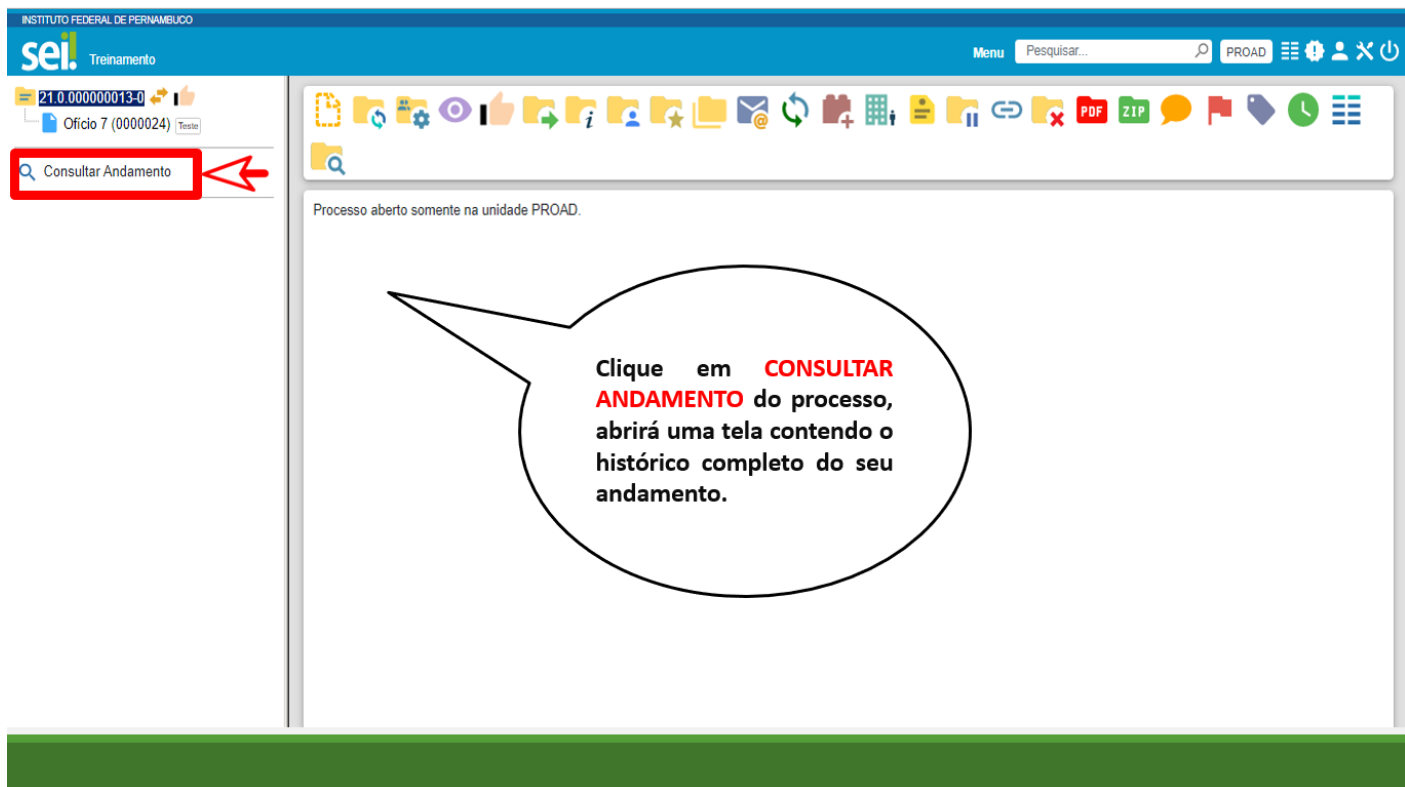 INSTITUTO FEDERAL DE PERNAMBUCO
sei!
Treinamento
Menu
Pesquisar...
PROAD
21.0.000000013-0
Ofício 7 (0000024) Teste
Consultar Andamento
i
@
PDF
ZIP
Processo aberto somente na unidade PROAD.
Clique em CONSULTAR
ANDAMENTO do processo,
abrirá uma tela contendo o
histórico completo do seu
andamento.